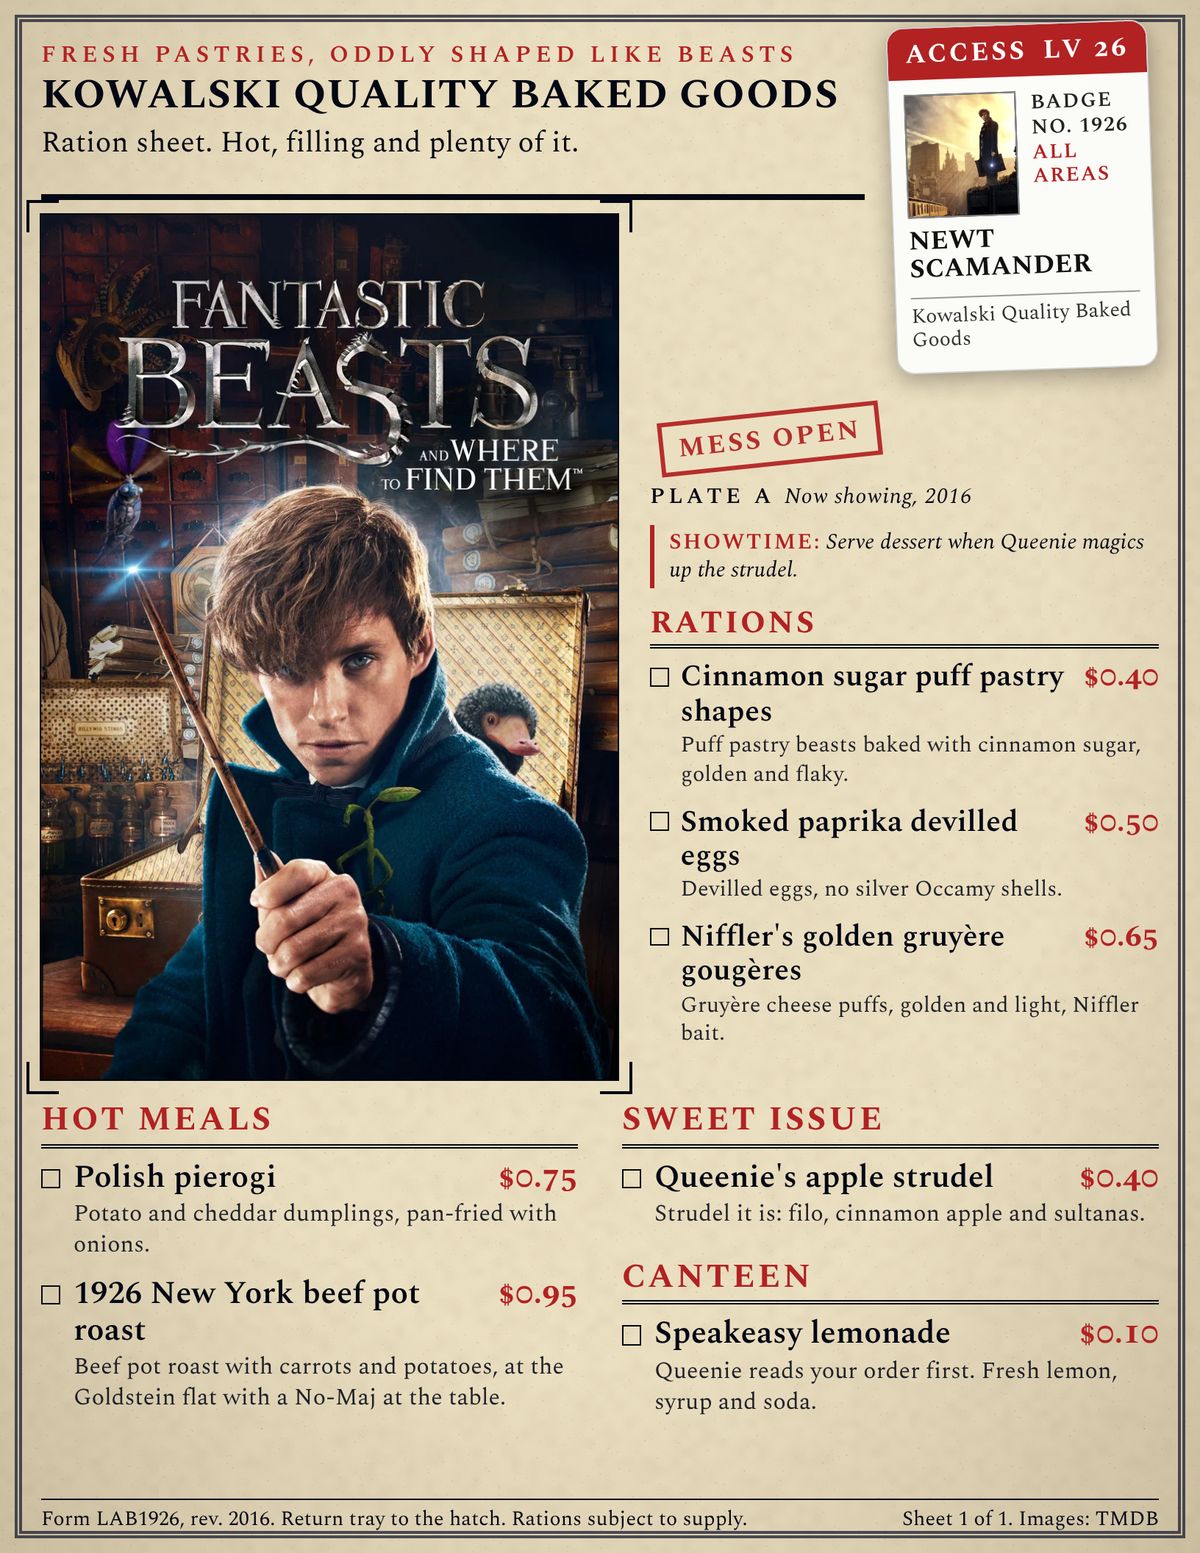 FRESH PASTRIES, ODDLY SHAPED LIKE BEASTS
KOWALSKI QUALITY BAKED GOODS
Ration sheet. Hot, filling and plenty of it.
ACCESS LV 26
BADGE
NO. 1926
ALL
AREAS
NEWT
SCAMANDER
Kowalski Quality Baked
Goods
FANTASTIC
BEASTS
AND WHERE
TO FIND THEM™
MESS OPEN
PLATE A Now showing, 2016
SHOWTIME: Serve dessert when Queenie magics
up the strudel.
RATIONS
Cinnamon sugar puff pastry $0.40
shapes
Puff pastry beasts baked with cinnamon sugar,
golden and flaky.
Smoked paprika devilled $0.50
eggs
Devilled eggs, no silver Occamy shells.
Niffler's golden gruyère $0.65
gougères
Gruyère cheese puffs, golden and light, Niffler
bait.
HOT MEALS
Polish pierogi $0.75
Potato and cheddar dumplings, pan-fried with
onions.
1926 New York beef pot $0.95
roast
Beef pot roast with carrots and potatoes, at the
Goldstein flat with a No-Maj at the table.
SWEET ISSUE
Queenie's apple strudel $0.40
Strudel it is: filo, cinnamon apple and sultanas.
CANTEEN
Speakeasy lemonade $0.10
Queenie reads your order first. Fresh lemon,
syrup and soda.
Form LAB1926, rev. 2016. Return tray to the hatch. Rations subject to supply.
Sheet 1 of 1. Images: TMDB